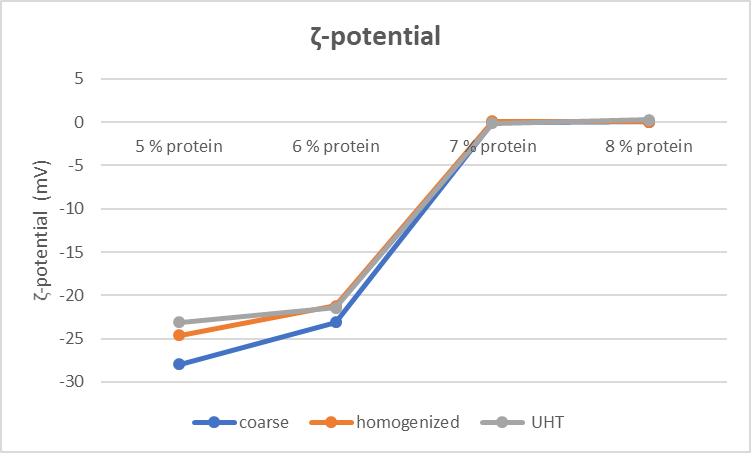 ζ-potential
5
0
-5
-10
-15
-20
-25
-30
ζ-potential (mV)
5 % protein 6 % protein 7 % protein 8 % protein
coarse homogenized UHT